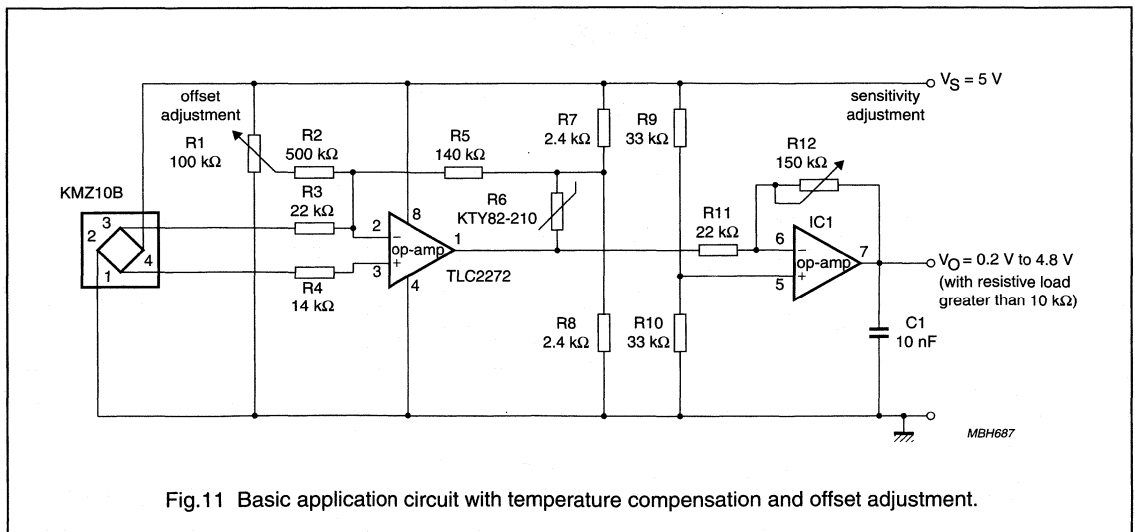 V_S = 5 V
offset
adjustment
sensitivity
adjustment
R1
100 kΩ
R2
500 kΩ
R5
140 kΩ
R7
2.4 kΩ
R9
33 kΩ
R12
150 kΩ
KMZ10B
R3
22 kΩ
R6
KTY82-210
R11
22 kΩ
IC1
2
3
1
4
8
2
−
op-amp
+
3
1
4
TLC2272
6
−
op-amp
+
5
7
V_O = 0.2 V to 4.8 V
(with resistive load
greater than 10 kΩ)
R4
14 kΩ
R8
2.4 kΩ
R10
33 kΩ
C1
10 nF
MBH687
Fig.11 Basic application circuit with temperature compensation and offset adjustment.